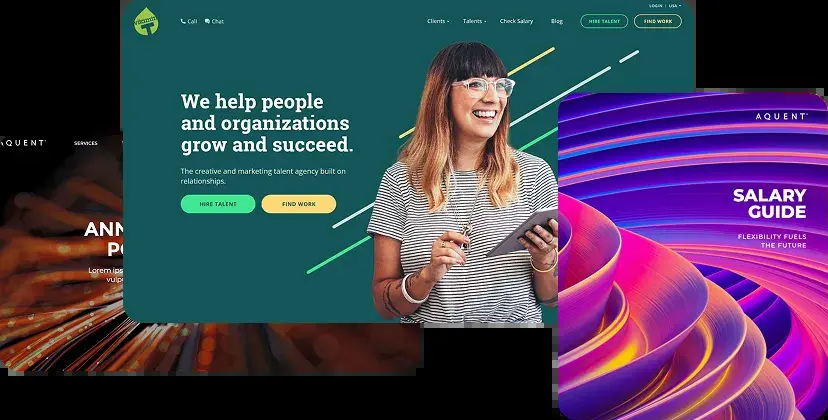 LOGIN | USA
Call Chat Clients Talents Check Salary Blog HIRE TALENT FIND WORK
We help people
and organizations
grow and succeed.
The creative and marketing talent agency built on
relationships.
HIRE TALENT FIND WORK
AQUENT
SERVICES
ANN
Lorem ips
vulpu
AQUENT
SALARY
GUIDE
FLEXIBILITY FUELS
THE FUTURE